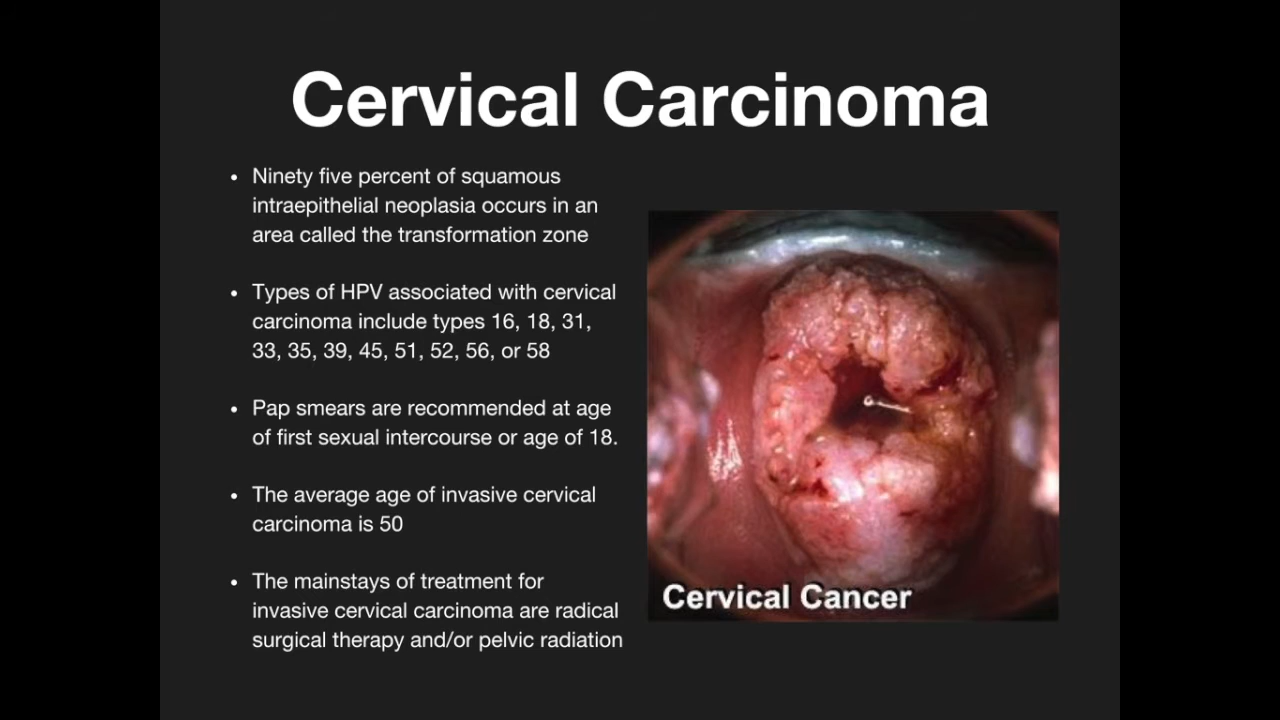 Cervical Carcinoma
• Ninety five percent of squamous
intraepithelial neoplasia occurs in an
area called the transformation zone
• Types of HPV associated with cervical
carcinoma include types 16, 18, 31,
33, 35, 39, 45, 51, 52, 56, or 58
• Pap smears are recommended at age
of first sexual intercourse or age of 18.
• The average age of invasive cervical
carcinoma is 50
• The mainstays of treatment for
invasive cervical carcinoma are radical
surgical therapy and/or pelvic radiation
Cervical Cancer